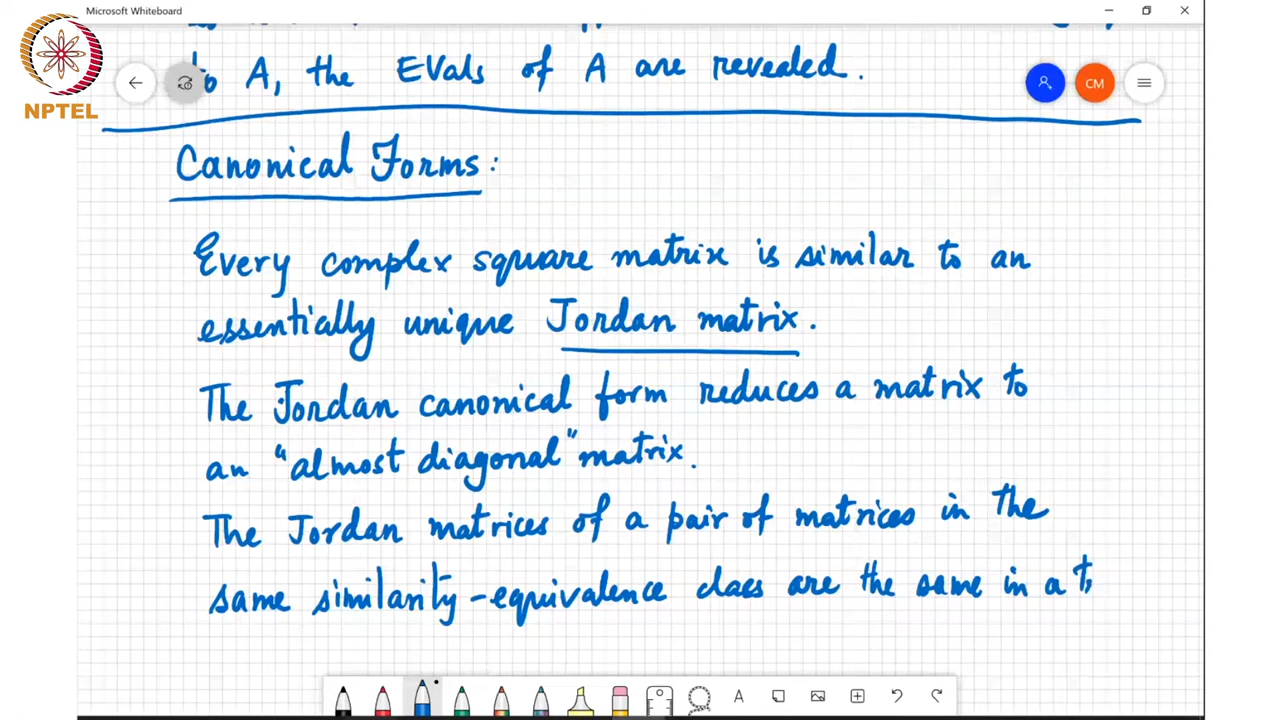 Microsoft Whiteboard
NPTEL
to A, the EVals of A are revealed.
CM
Canonical Forms:
Every complex square matrix is similar to an
essentially unique Jordan matrix.
The Jordan canonical form reduces a matrix to
an "almost diagonal" matrix.
The Jordan matrices of a pair of matrices in the
same similarity-equivalence class are the same in a